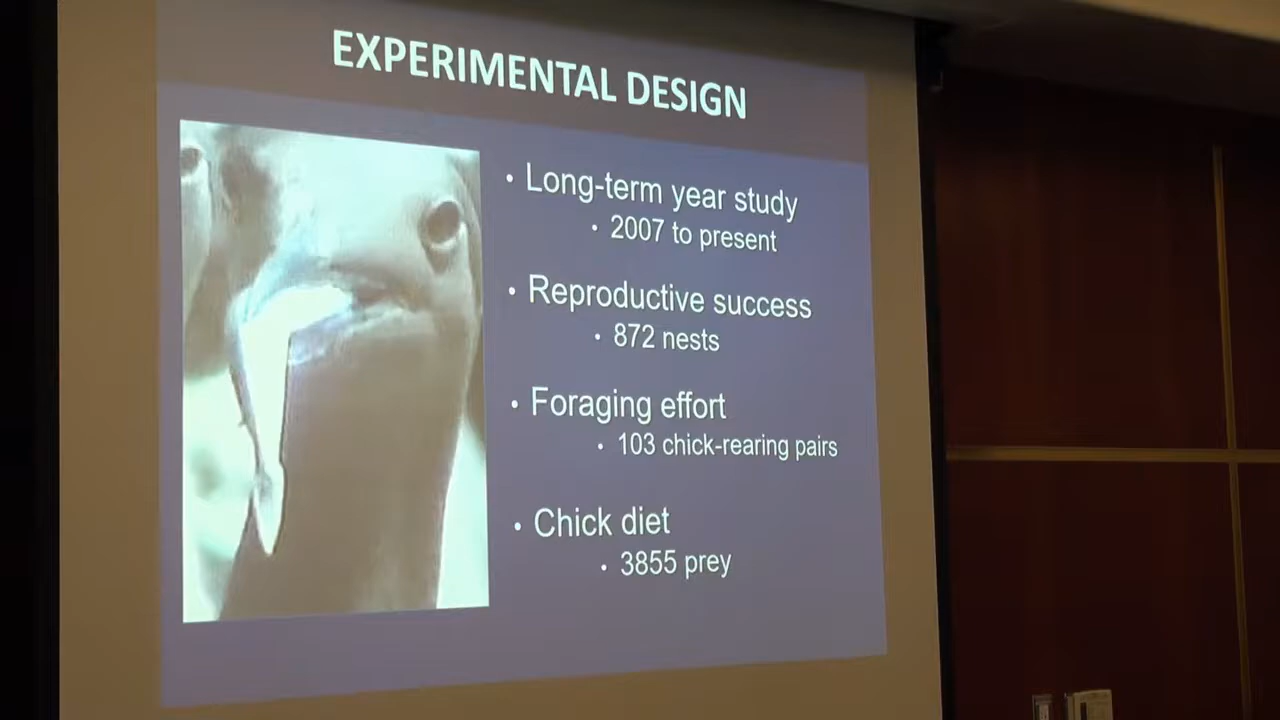 EXPERIMENTAL DESIGN
• Long-term year study
• 2007 to present
• Reproductive success
• 872 nests
• Foraging effort
• 103 chick-rearing pairs
• Chick diet
• 3855 prey